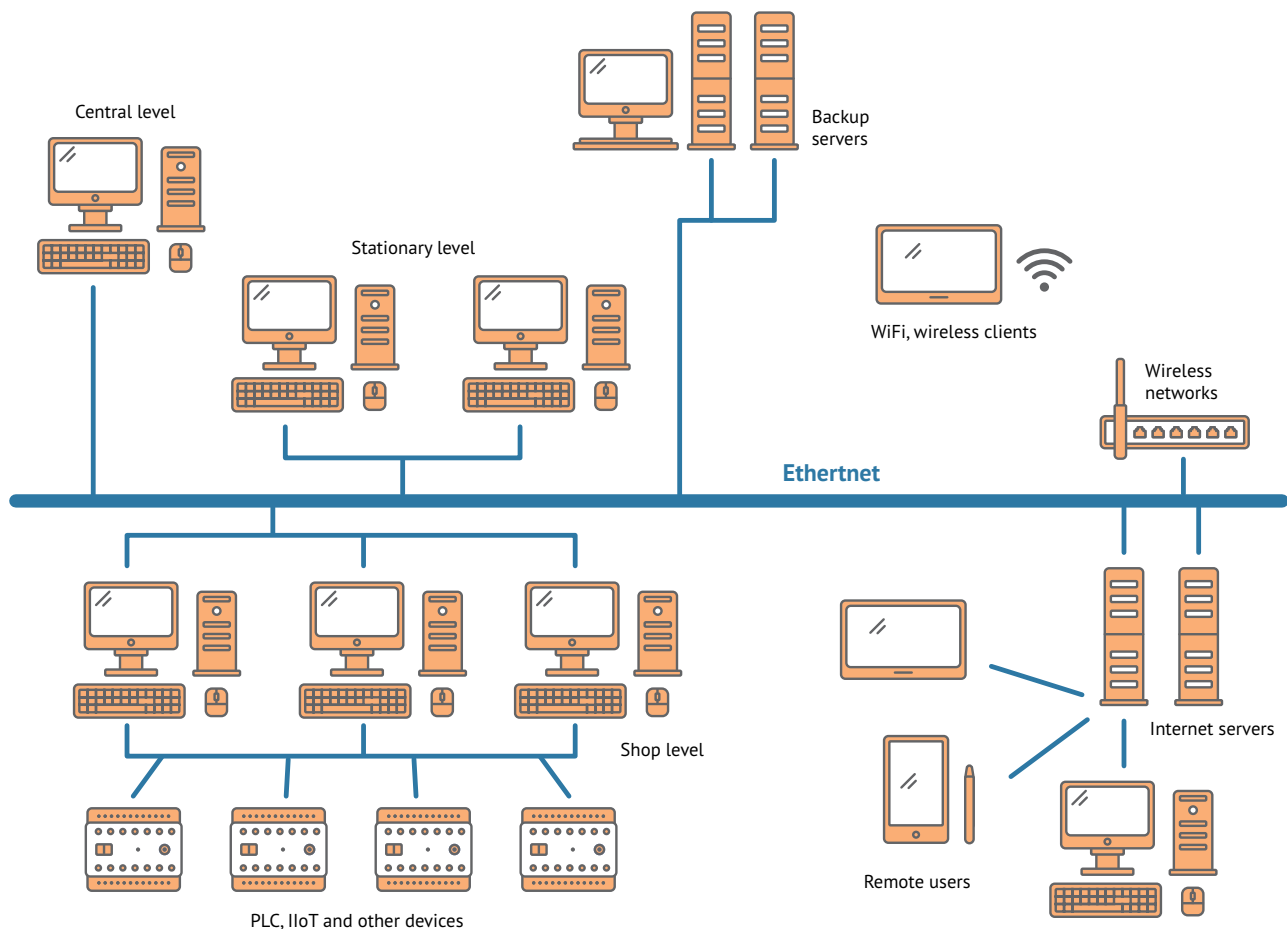 Central level
Backup
servers
Stationary level
WiFi, wireless clients
Wireless
networks
Ethertnet
Shop level
Internet servers
Remote users
PLC, IIoT and other devices